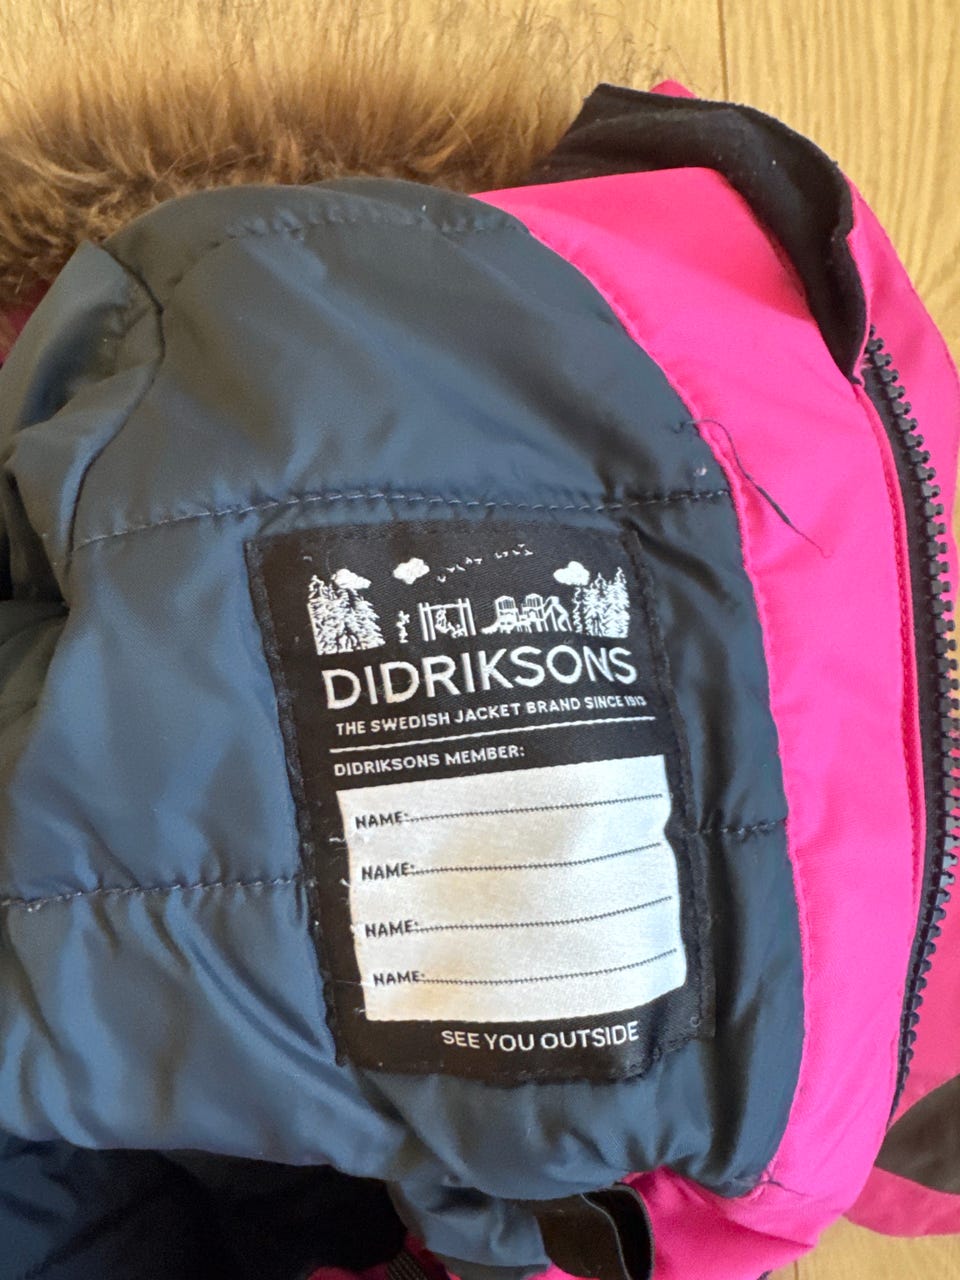 DIDRIKSONS
THE SWEDISH JACKET BRAND SINCE 1913
DIDRIKSONS MEMBER:
NAME:
NAME:
NAME:
NAME:
SEE YOU OUTSIDE